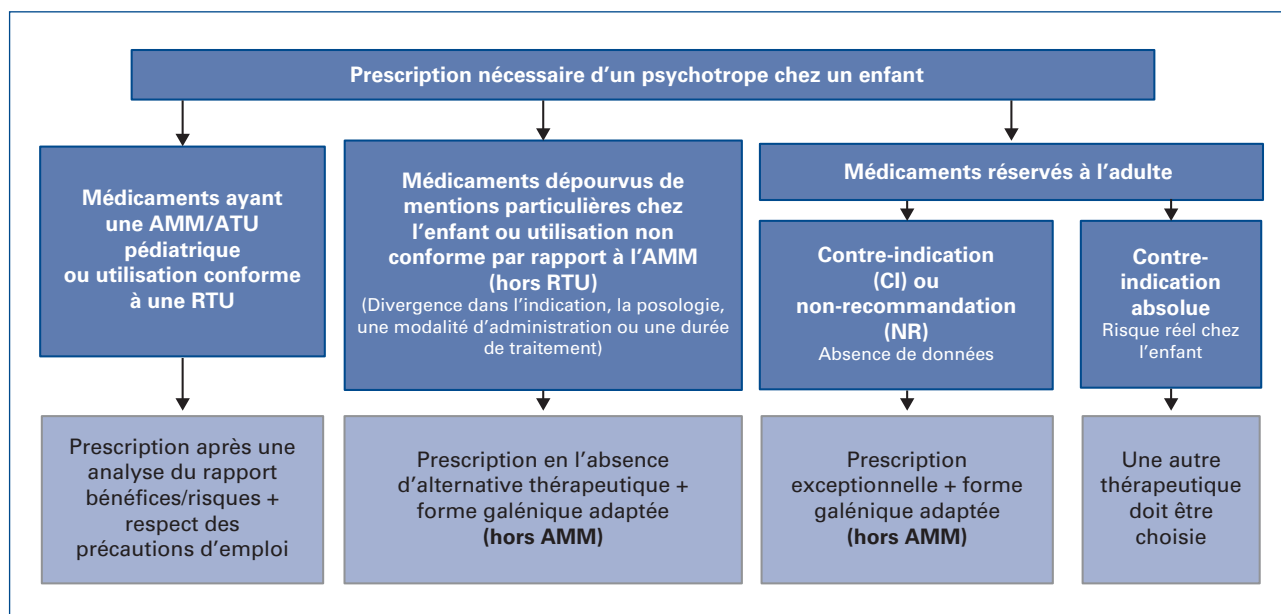 Prescription nécessaire d’un psychotrope chez un enfant
Médicaments ayant
une AMM/ATU
pédiatrique
ou utilisation conforme
à une RTU
Médicaments dépourvus de
mentions particulières chez
l’enfant ou utilisation non
conforme par rapport à l’AMM
(hors RTU)
(Divergence dans l’indication, la posologie,
une modalité d’administration ou une durée
de traitement)
Médicaments réservés à l’adulte
Contre-indication
(CI) ou
non-recommandation
(NR)
Absence de données
Contre-
indication
absolue
Risque réel chez
l’enfant
Prescription après une
analyse du rapport
bénéfices/risques +
respect des
précautions d’emploi
Prescription en l’absence
d’alternative thérapeutique +
forme galénique adaptée
(hors AMM)
Prescription
exceptionnelle + forme
galénique adaptée
(hors AMM)
Une autre
thérapeutique
doit être
choisie